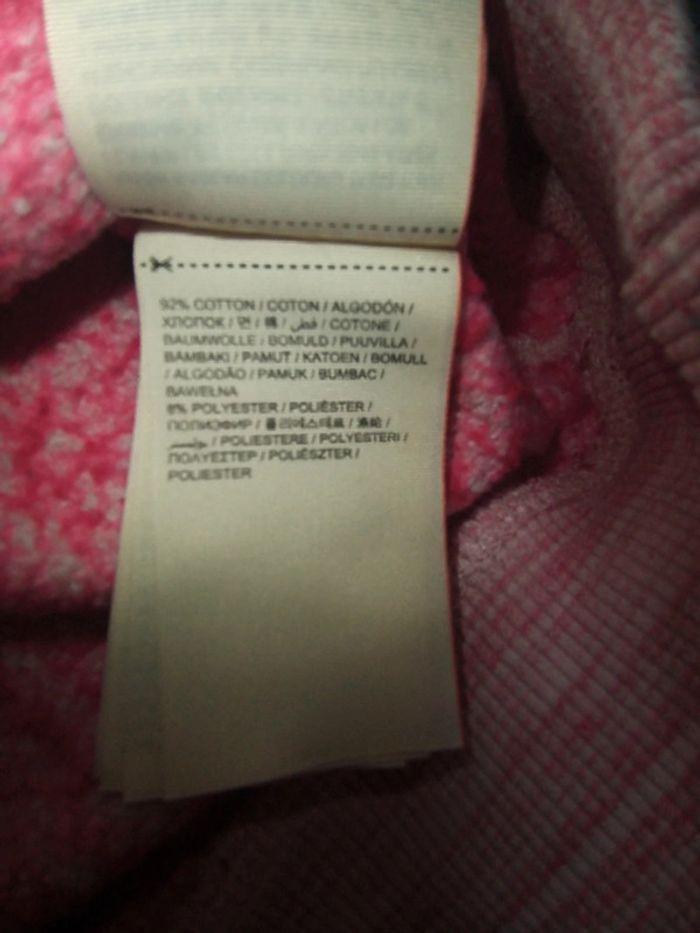 92% COTTON / COTON / ALGODÓN /
ХЛОПОК / 면 / 棉 / قطن / COTONE /
BAUMWOLLE / BOMULD / PUUVILLA /
BAMBAKI / PAMUT / KATOEN / BOMULL
/ ALGODÃO / PAMUK / BUMBAC /
BAWEŁNA
8% POLYESTER / POLIÉSTER /
ПОЛИЭФИР / 폴리에스테르 /
/ POLIESTERE / POLYESTERI /
ΠΟΛΥΕΣΤΕΡ / POLIÉSZTER /
POLIESTER